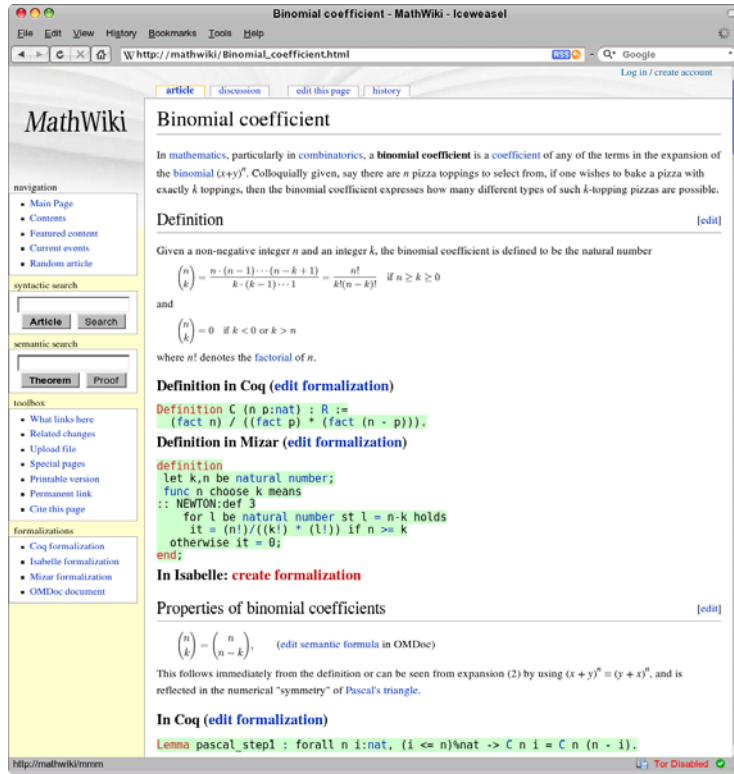 Binomial coefficient - MathWiki - Iceweasel
File Edit View History Bookmarks Tools Help
W http://mathwiki/Binomial_coefficient.html RSS Google
Log in / create account
article discussion edit this page history
MathWiki
navigation
Main Page
Contents
Featured content
Current events
Random article
syntactic search
Article Search
semantic search
Theorem Proof
toolbox
What links here
Related changes
Upload file
Special pages
Printable version
Permanent link
Cite this page
formalizations
Coq formalization
Isabelle formalization
Mizar formalization
OMDoc document
Binomial coefficient
In mathematics, particularly in combinatorics, a binomial coefficient is a coefficient of any of the terms in the expansion of
the binomial (x+y)^n. Colloquially given, say there are n pizza toppings to select from, if one wishes to bake a pizza with
exactly k toppings, then the binomial coefficient expresses how many different types of such k-topping pizzas are possible.
Definition [edit]
Given a non-negative integer n and an integer k, the binomial coefficient is defined to be the natural number
(n k) = n · (n − 1) · · · (n − k + 1) / k · (k − 1) · · · 1 = n! / k!(n − k)! if n ≥ k ≥ 0
and
(n k) = 0 if k < 0 or k > n
where n! denotes the factorial of n.
Definition in Coq (edit formalization)
Definition C (n p:nat) : R :=
(fact n) / ((fact p) * (fact (n - p))).
Definition in Mizar (edit formalization)
definition
let k,n be natural number;
func n choose k means
:: NEWTON:def 3
for l be natural number st l = n-k holds
it = (n!)/((k!) * (l!)) if n >= k
otherwise it = 0;
end;
In Isabelle: create formalization
Properties of binomial coefficients [edit]
(n k) = (n n − k), (edit semantic formula in OMDoc)
This follows immediately from the definition or can be seen from expansion (2) by using (x + y)^n = (y + x)^n, and is
reflected in the numerical "symmetry" of Pascal's triangle.
In Coq (edit formalization)
Lemma pascal_step1 : forall n i:nat, (i <= n)%nat -> C n i = C n (n - i).
http://mathwiki/mmm Tor Disabled